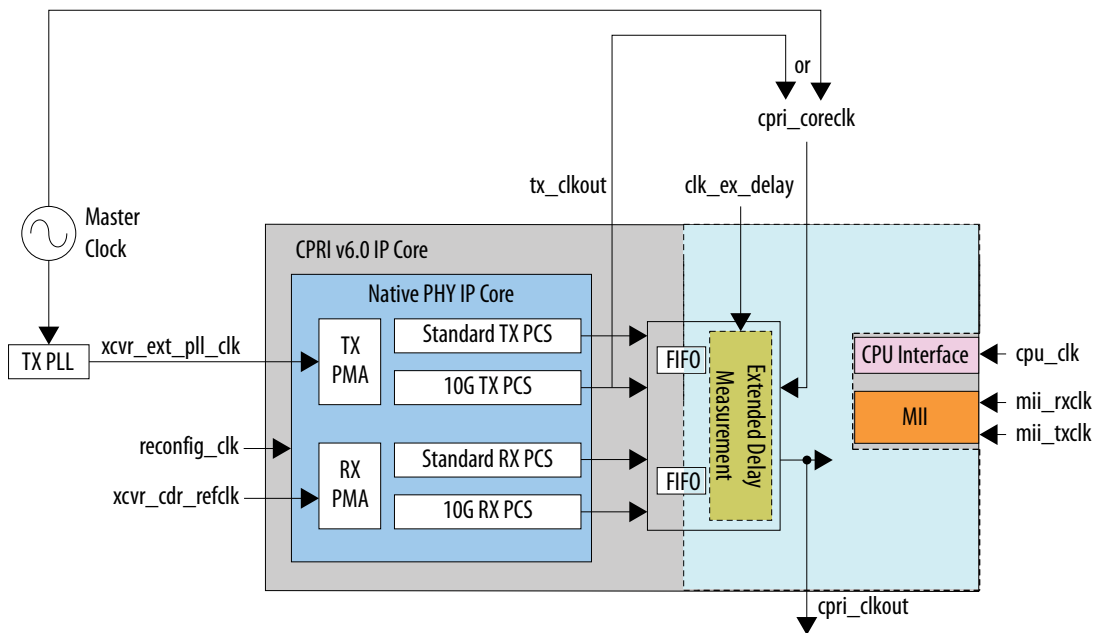 or
cpri_coreclk
tx_clkout
clk_ex_delay
Master
Clock
CPRI v6.0 IP Core
Native PHY IP Core
Standard TX PCS
TX
PMA
10G TX PCS
TX PLL
xcvr_ext_pll_clk
FIFO
Extended Delay
Measurement
CPU Interface
cpu_clk
MII
mii_rxclk
mii_txclk
reconfig_clk
xcvr_cdr_refclk
RX
PMA
Standard RX PCS
10G RX PCS
FIFO
cpri_clkout